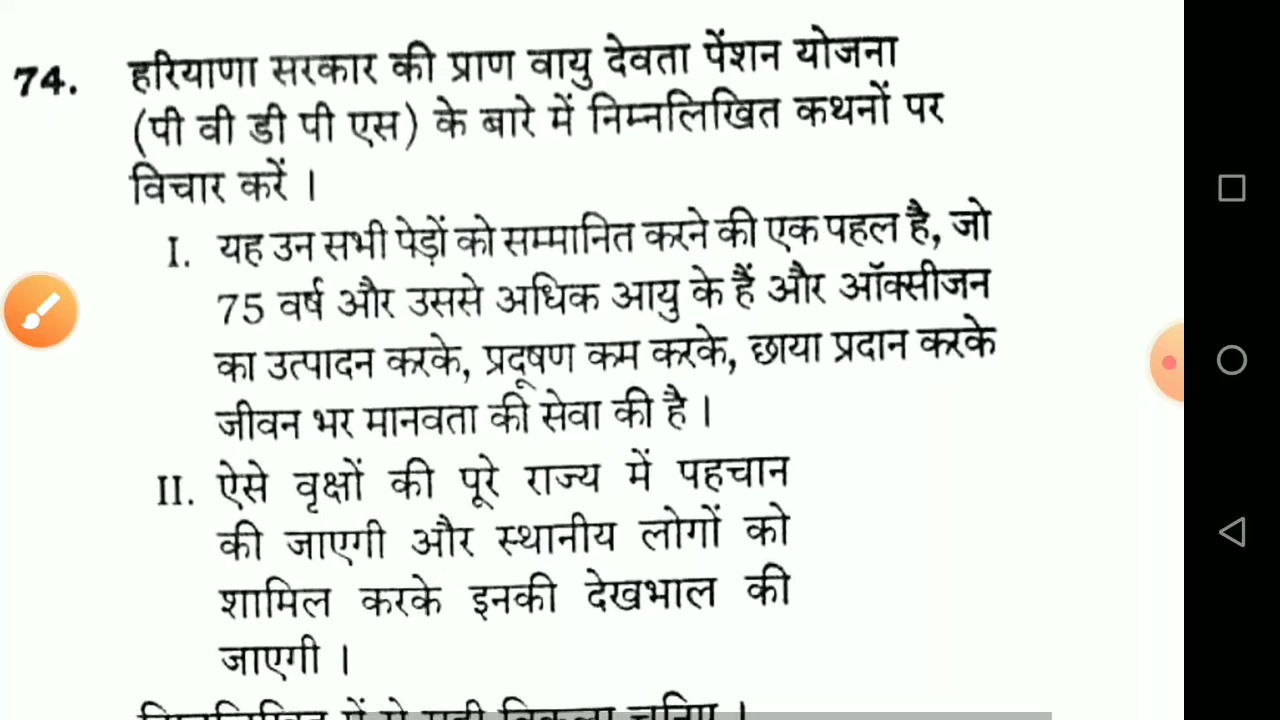 74. हरियाणा सरकार की प्राण वायु देवता पेंशन योजना
(पी वी डी पी एस) के बारे में निम्नलिखित कथनों पर
विचार करें ।
I. यह उन सभी पेड़ों को सम्मानित करने की एक पहल है, जो
75 वर्ष और उससे अधिक आयु के हैं और ऑक्सीजन
का उत्पादन करके, प्रदूषण कम करके, छाया प्रदान करके
जीवन भर मानवता की सेवा की है ।
II. ऐसे वृक्षों की पूरे राज्य में पहचान
की जाएगी और स्थानीय लोगों को
शामिल करके इनकी देखभाल की
जाएगी ।